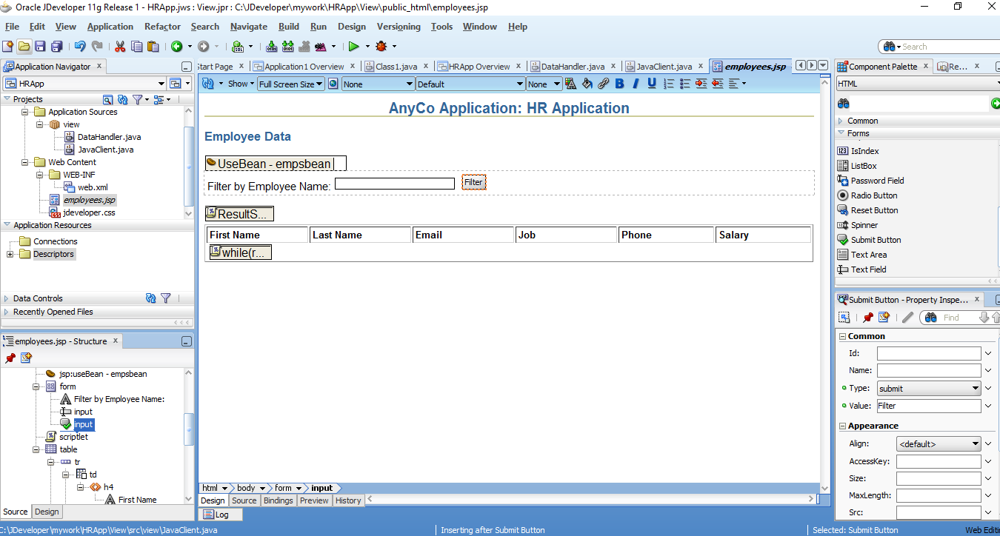 Oracle JDeveloper 11g Release 1 - HRApp.jws : View.jpr : C:\JDeveloper\mywork\HRApp\View\public_html\employees.jsp
File Edit View Application Refactor Search Navigate Build Run Design Versioning Tools Window Help
Search
Application Navigator
HRApp
Projects
Application Sources
view
DataHandler.java
JavaClient.java
Web Content
WEB-INF
web.xml
employees.jsp
jdeveloper.css
Application Resources
Connections
Descriptors
Data Controls
Recently Opened Files
employees.jsp - Structure
jsp:useBean - empsbean
form
Filter by Employee Name:
input
input
scriptlet
table
tr
td
h4
First Name
Source Design
Start Page Application1 Overview Class1.java HRApp Overview DataHandler.java JavaClient.java employees.jsp
Show Full Screen Size None Default None B I U
AnyCo Application: HR Application
Employee Data
UseBean - empsbean
Filter by Employee Name: Filter
ResultS...
First Name Last Name Email Job Phone Salary
while(r...
html body form input
Design Source Bindings Preview History
Log
Component Palette Re...
HTML
Common
Forms
IsIndex
ListBox
Password Field
Radio Button
Reset Button
Spinner
Submit Button
Text Area
Text Field
Submit Button - Property Inspe...
Find
Common
Id:
Name:
Type: submit
Value: Filter
Appearance
Align: <default>
AccessKey:
Size:
MaxLength:
Src:
C:\JDeveloper\mywork\HRApp\View\src\view\JavaClient.java Inserting after Submit Button Selected: Submit Button Web Editi